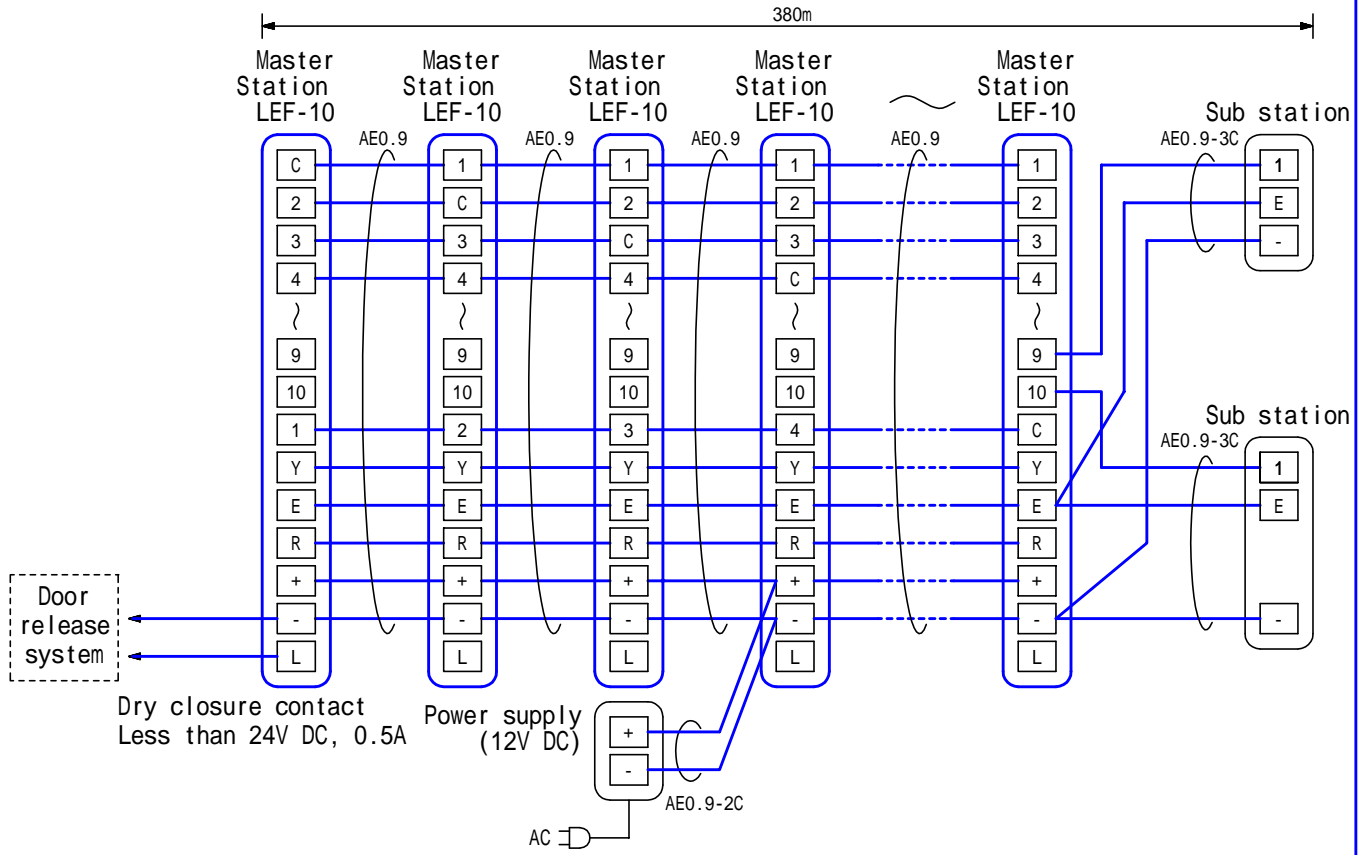 380m
Master
Station
LEF-10
Master
Station
LEF-10
Master
Station
LEF-10
Master
Station
LEF-10
Master
Station
LEF-10
Sub station
AE0.9
AE0.9
AE0.9
AE0.9
AE0.9-3C
C 1 1 1 1 1
2 C 2 2 2 E
3 3 C 3 3 -
4 4 4 C 4
9 9 9 9 9
10 10 10 10 10
Sub station
AE0.9-3C
1 2 3 4 C
Y Y Y Y Y 1
E E E E E E
R R R R R
+ + + + +
- - - - - -
L L L L L
Door
release
system
Dry closure contact
Less than 24V DC, 0.5A
Power supply
(12V DC)
+
-
AE0.9-2C
AC